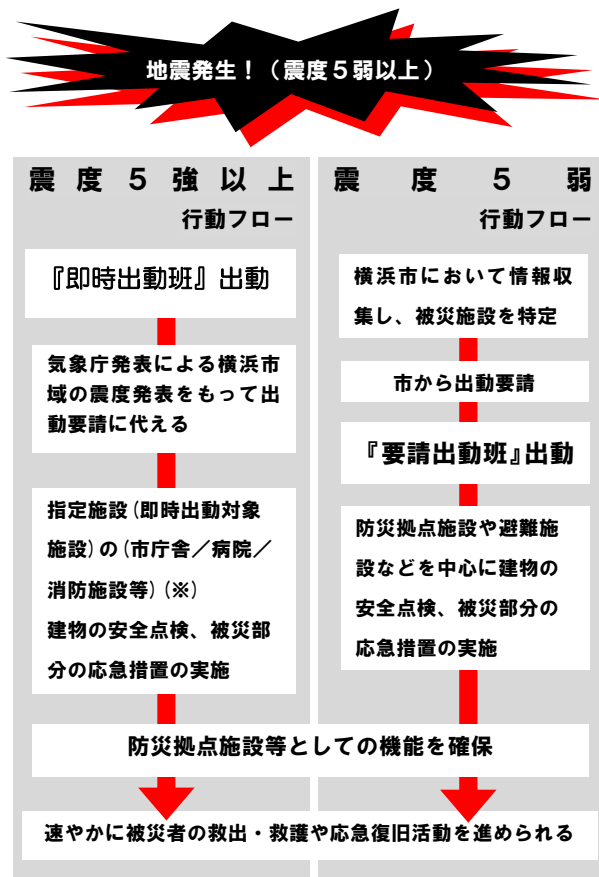 地震発生！（震度５弱以上）
震度５強以上
行動フロー
『即時出動班』出動
気象庁発表による横浜市
域の震度発表をもって出
動要請に代える
指定施設（即時出動対象
施設）の（市庁舎／病院／
消防施設等）（※）
建物の安全点検、被災部
分の応急措置の実施
震度５弱
行動フロー
横浜市において情報収
集し、被災施設を特定
市から出動要請
『要請出動班』出動
防災拠点施設や避難施
設などを中心に建物の
安全点検、被災部分の
応急措置の実施
防災拠点施設等としての機能を確保
速やかに被災者の救出・救護や応急復旧活動を進められる